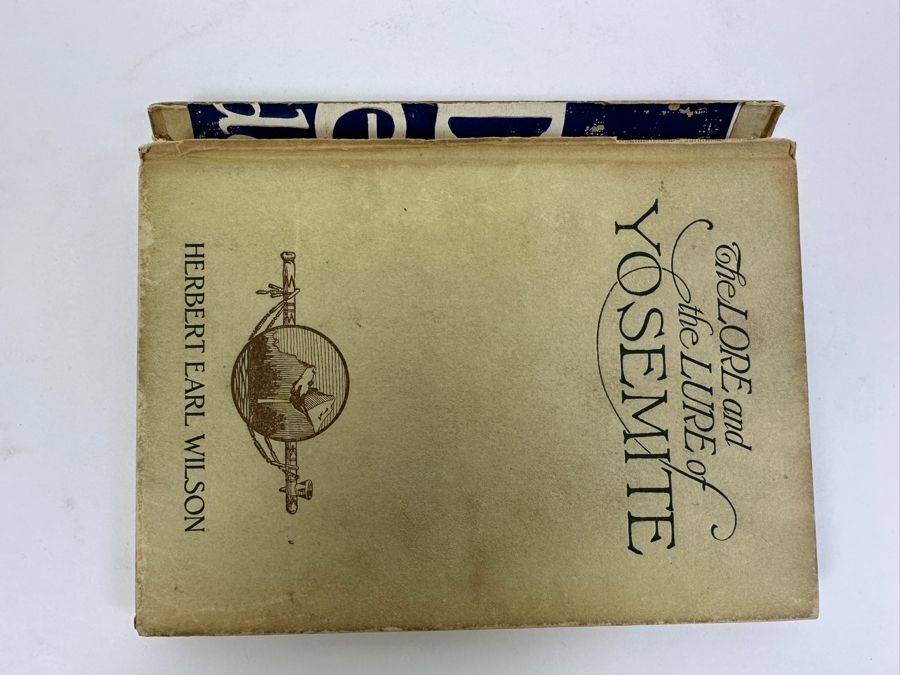 The LORE and
the LURE of
YOSEMITE
HERBERT EARL WILSON